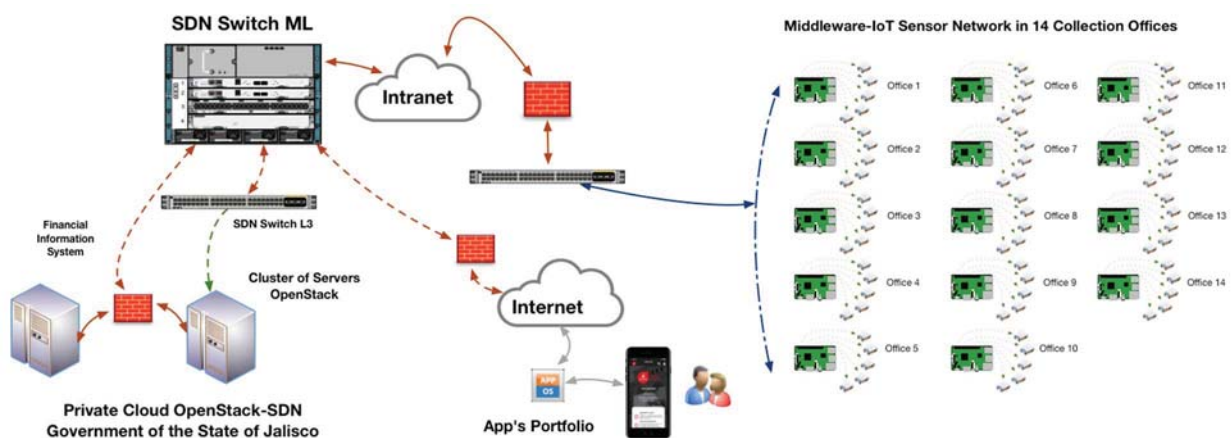 SDN Switch ML
Middleware-IoT Sensor Network in 14 Collection Offices
Intranet
Office 1
Office 6
Office 11
Office 2
Office 7
Office 12
Office 3
Office 8
Office 13
Office 4
Office 9
Office 14
Office 5
Office 10
SDN Switch L3
Financial
Information
System
Cluster of Servers
OpenStack
Internet
APP
OS
Private Cloud OpenStack-SDN
Government of the State of Jalisco
App's Portfolio